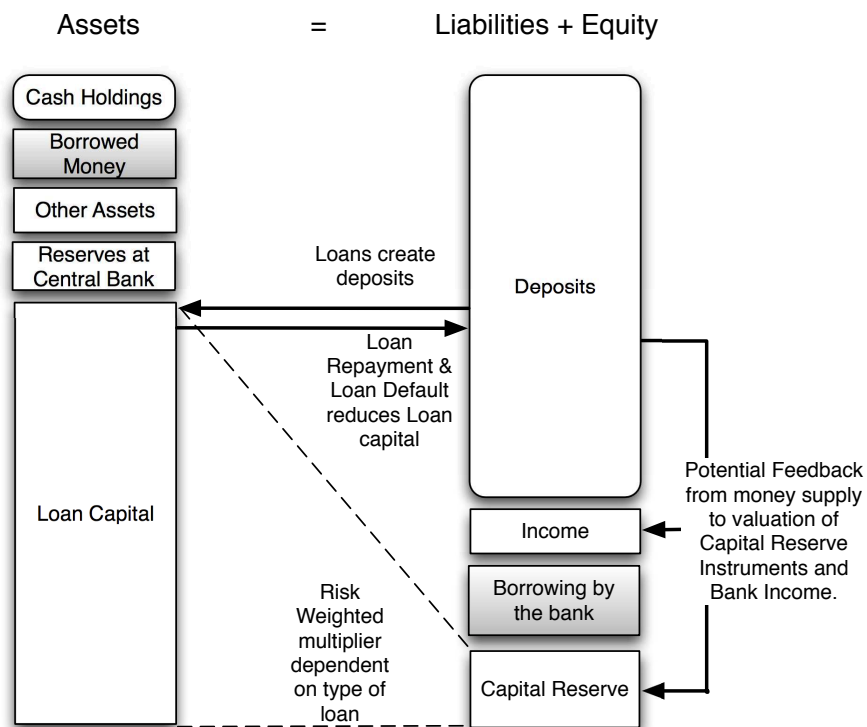 Assets = Liabilities + Equity
Cash Holdings
Borrowed
Money
Other Assets
Reserves at
Central Bank
Loan Capital
Loans create
deposits
Loan
Repayment &
Loan Default
reduces Loan
capital
Risk
Weighted
multiplier
dependent
on type of
loan
Deposits
Income
Borrowing by
the bank
Capital Reserve
Potential Feedback
from money supply
to valuation of
Capital Reserve
Instruments and
Bank Income.